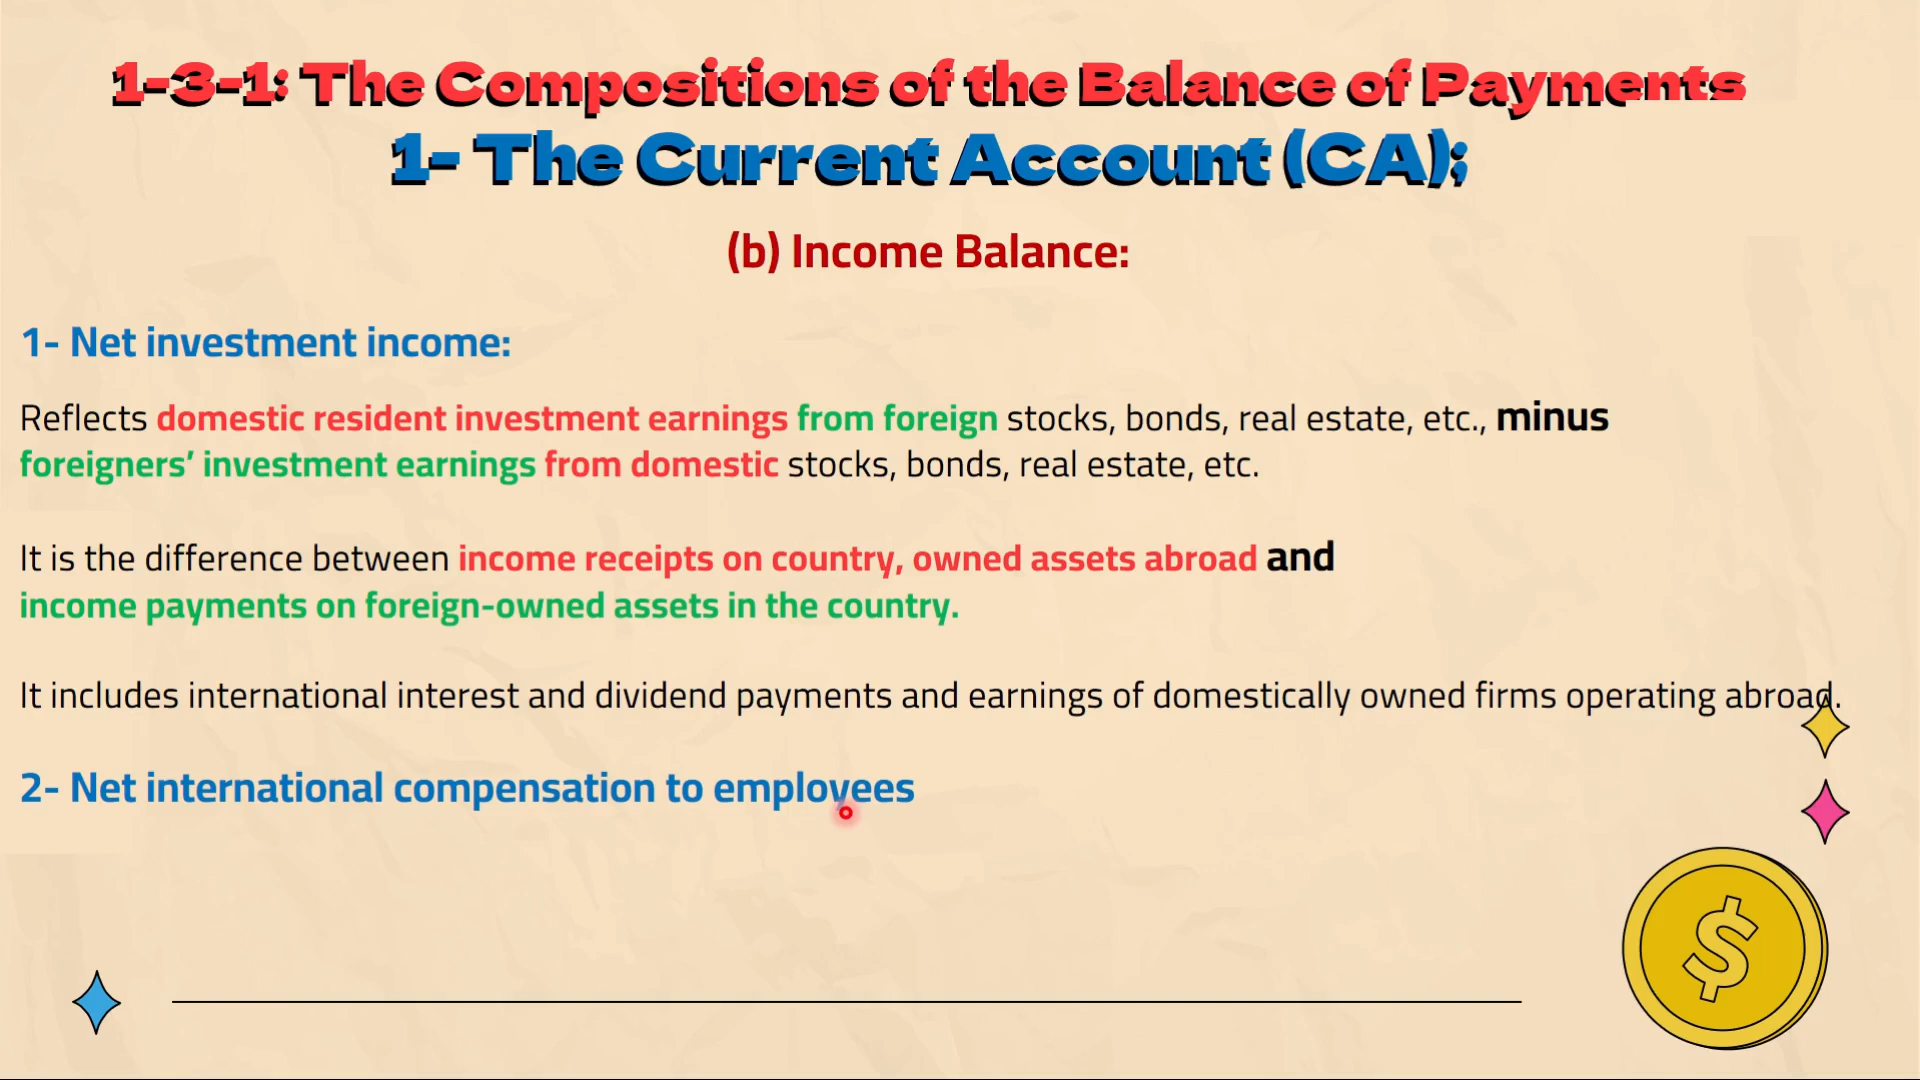 1-3-1: The Compositions of the Balance of Payments
1- The Current Account (CA);
(b) Income Balance:
1- Net investment income:
Reflects domestic resident investment earnings from foreign stocks, bonds, real estate, etc., minus
foreigners’ investment earnings from domestic stocks, bonds, real estate, etc.
It is the difference between income receipts on country, owned assets abroad and
income payments on foreign-owned assets in the country.
It includes international interest and dividend payments and earnings of domestically owned firms operating abroad.
2- Net international compensation to employees
$